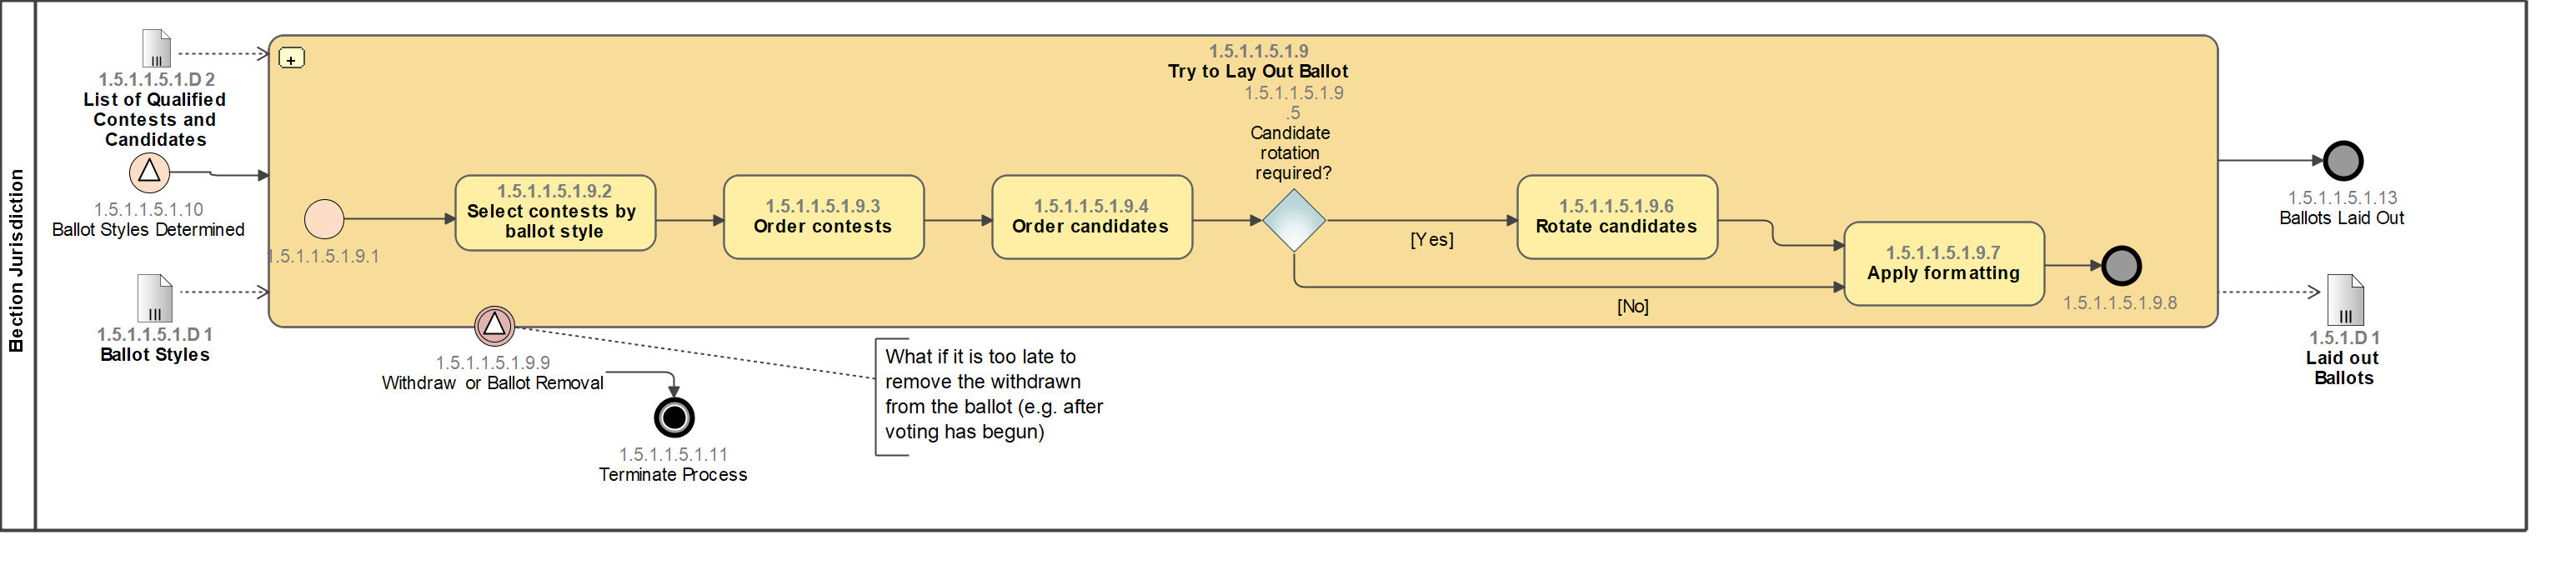 Bection Jurisdiction
1.5.1.1.5.1.D 2
List of Qualified
Contests and
Candidates
1.5.1.1.5.1.10
Ballot Styles Determined
1.5.1.1.5.1.D 1
Ballot Styles
1.5.1.1.5.1.9
Try to Lay Out Ballot
1.5.1.1.5.1.9.1
1.5.1.1.5.1.9.2
Select contests by
ballot style
1.5.1.1.5.1.9.3
Order contests
1.5.1.1.5.1.9.4
Order candidates
1.5.1.1.5.1.9
.5
Candidate
rotation
required?
[Yes]
[No]
1.5.1.1.5.1.9.6
Rotate candidates
1.5.1.1.5.1.9.7
Apply formatting
1.5.1.1.5.1.9.8
1.5.1.1.5.1.9.9
Withdraw or Ballot Removal
1.5.1.1.5.1.11
Terminate Process
What if it is too late to
remove the withdrawn
from the ballot (e.g. after
voting has begun)
1.5.1.1.5.1.13
Ballots Laid Out
1.5.1.D 1
Laid out
Ballots